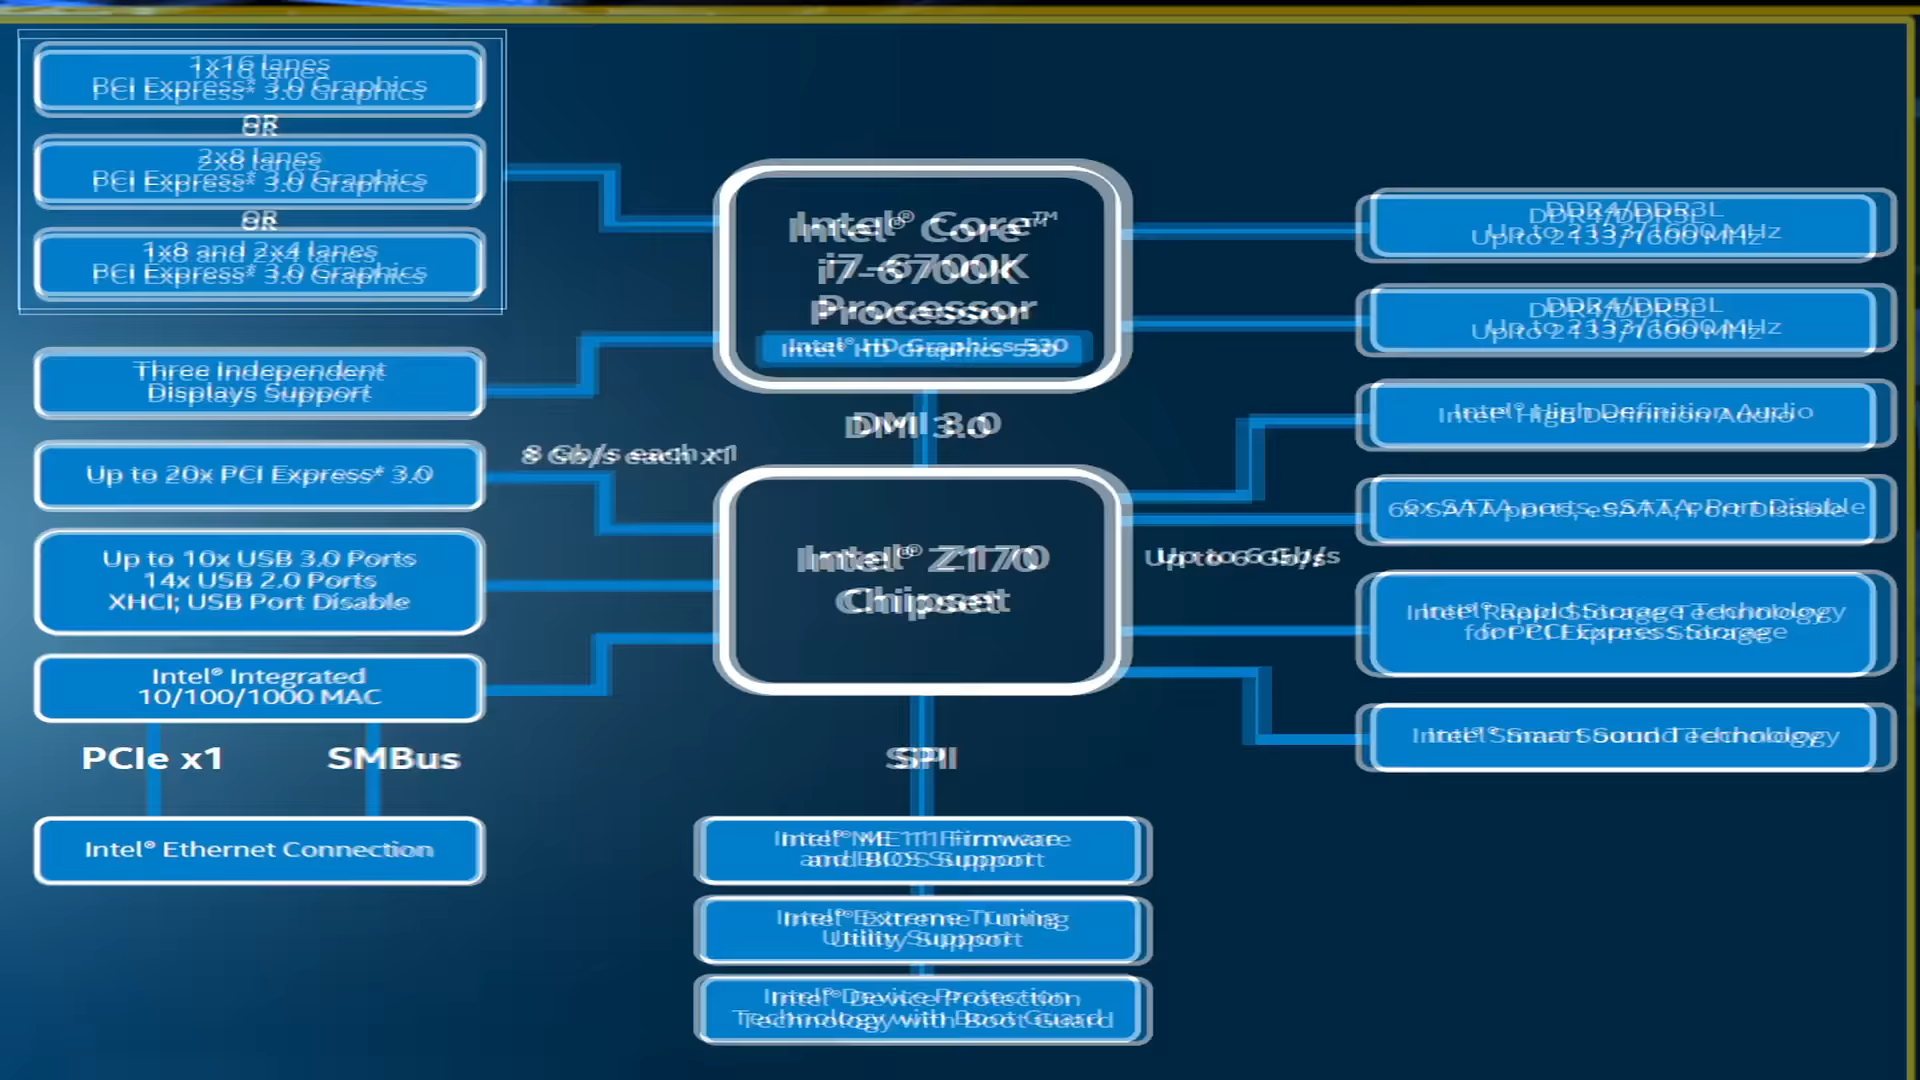 1x16 lanes
PCI Express* 3.0 Graphics
OR
2x8 lanes
PCI Express* 3.0 Graphics
OR
1x8 and 2x4 lanes
PCI Express* 3.0 Graphics
Three Independent
Displays Support
8 Gb/s each x1
Up to 20x PCI Express* 3.0
Up to 10x USB 3.0 Ports
14x USB 2.0 Ports
XHCI; USB Port Disable
Intel® Integrated
10/100/1000 MAC
PCIe x1
SMBus
Intel® Ethernet Connection
Intel® Core™
i7-6700K
Processor
Intel® HD Graphics 530
DMI 3.0
Intel® Z170
Chipset
SPI
Intel® ME 11 Firmware
and BIOS Support
Intel® Extreme Tuning
Utility Support
Intel® Device Protection
Technology with Boot Guard
DDR4/DDR3L
Up to 2133/1600 MHz
DDR4/DDR3L
Up to 2133/1600 MHz
Intel® High Definition Audio
6x SATA ports, eSATA, Port Disable
Up to 6 Gb/s
Intel® Rapid Storage Technology
for PCI Express Storage
Intel® Smart Sound Technology